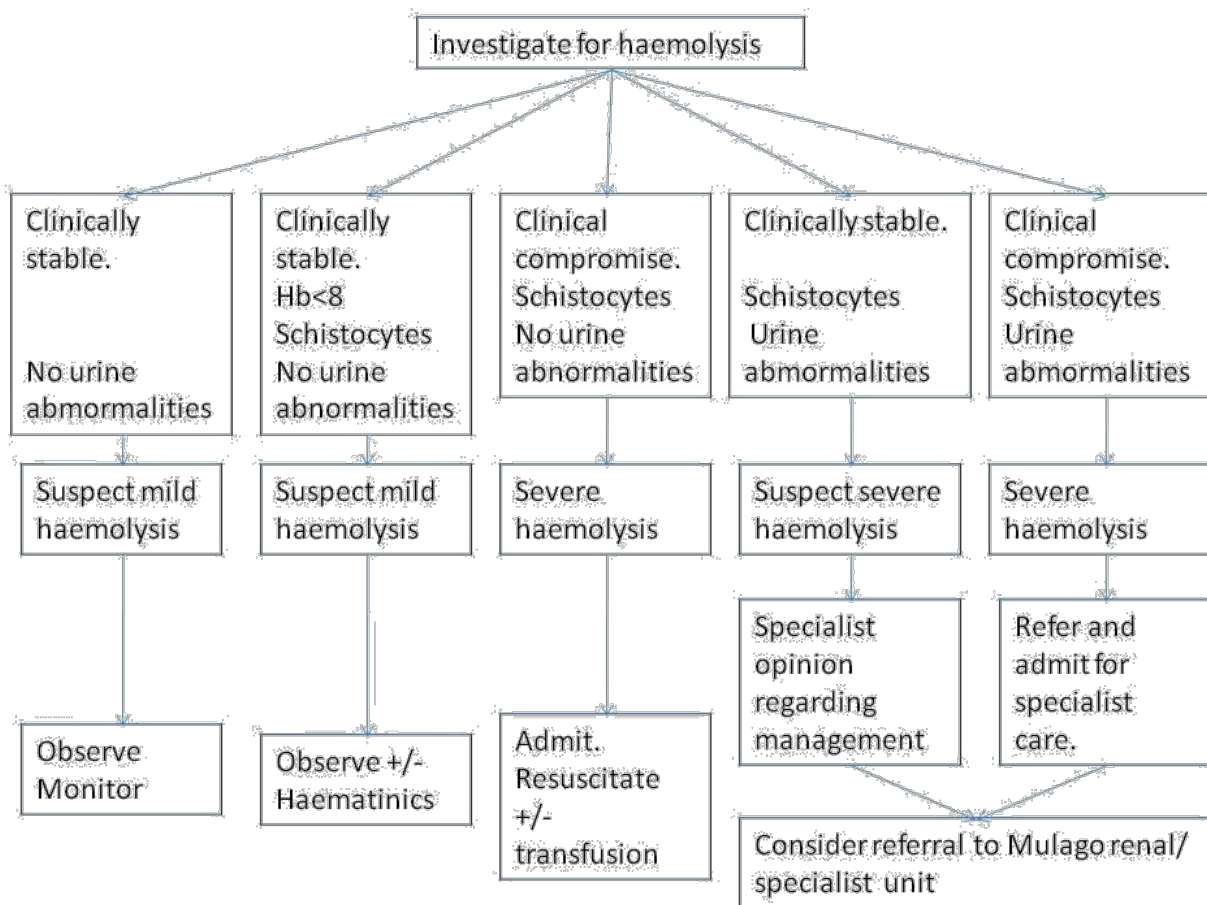 Investigate for haemolysis
Clinically
stable.
No urine
abmormalities
Clinically
stable.
Hb<8
Schistocytes
No urine
abnormalities
Clinical
compromise.
Schistocytes
No urine
abnormalities
Clinically stable.
Schistocytes
Urine
abmormalities
Clinical
compromise.
Schistocytes
Urine
abmormalities
Suspect mild
haemolysis
Suspect mild
haemolysis
Severe
haemolysis
Suspect severe
haemolysis
Severe
haemolysis
Specialist
opinion
regarding
management
Refer and
admit for
specialist
care.
Observe
Monitor
Observe +/-
Haematinics
Admit.
Resuscitate
+/-
transfusion
Consider referral to Mulago renal/
specialist unit